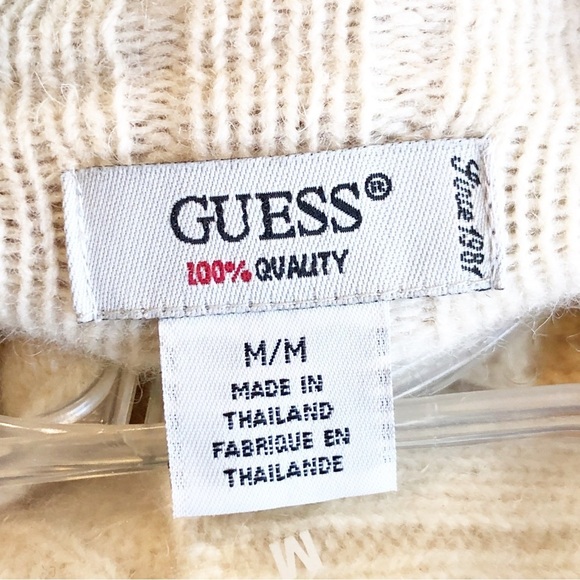 GUESS®
100% QUALITY
Since 1981
M/M
MADE IN
THAILAND
FABRIQUE EN
THAILANDE
M